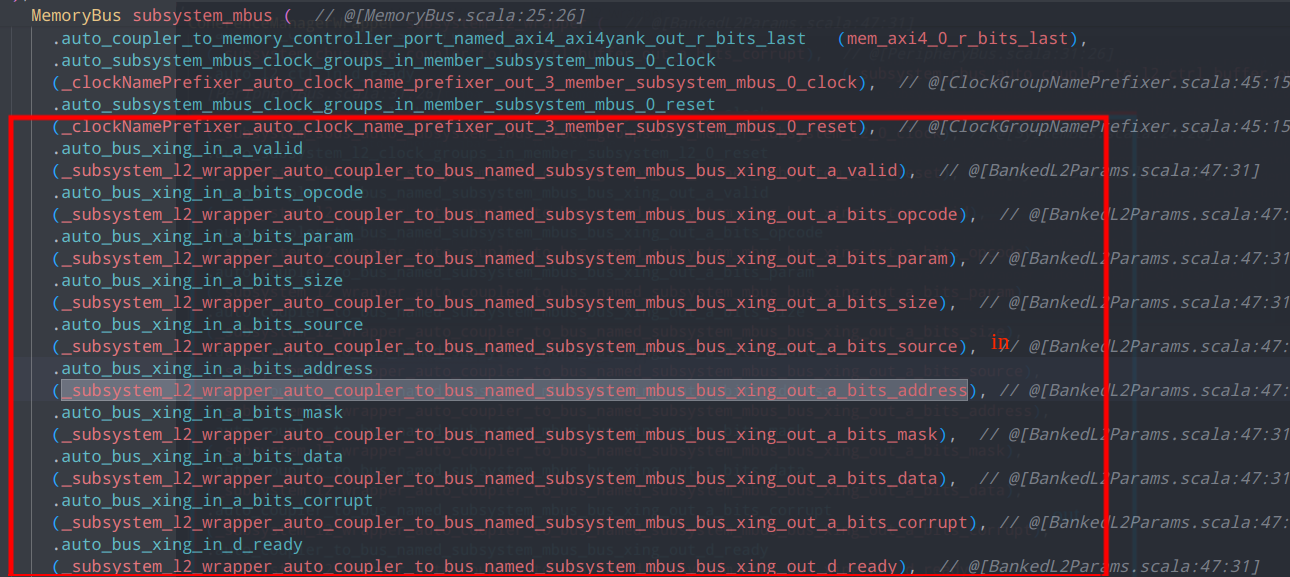 MemoryBus subsystem_mbus (   // @[MemoryBus.scala:25:26]
.auto_coupler_to_memory_controller_port_named_axi4_axi4yank_out_r_bits_last   (mem_axi4_0_r_bits_last),
.auto_subsystem_mbus_clock_groups_in_member_subsystem_mbus_0_clock
(_clockNamePrefixer_auto_clock_name_prefixer_out_3_member_subsystem_mbus_0_clock),   // @[ClockGroupNamePrefixer.scala:45:15
.auto_subsystem_mbus_clock_groups_in_member_subsystem_mbus_0_reset
(_clockNamePrefixer_auto_clock_name_prefixer_out_3_member_subsystem_mbus_0_reset),   // @[ClockGroupNamePrefixer.scala:45:15
.auto_bus_xing_in_a_valid
(_subsystem_l2_wrapper_auto_coupler_to_bus_named_subsystem_mbus_bus_xing_out_a_valid),   // @[BankedL2Params.scala:47:31]
.auto_bus_xing_in_a_bits_opcode
(_subsystem_l2_wrapper_auto_coupler_to_bus_named_subsystem_mbus_bus_xing_out_a_bits_opcode),   // @[BankedL2Params.scala:47:
.auto_bus_xing_in_a_bits_param
(_subsystem_l2_wrapper_auto_coupler_to_bus_named_subsystem_mbus_bus_xing_out_a_bits_param),  // @[BankedL2Params.scala:47:31
.auto_bus_xing_in_a_bits_size
(_subsystem_l2_wrapper_auto_coupler_to_bus_named_subsystem_mbus_bus_xing_out_a_bits_size),   // @[BankedL2Params.scala:47:31
.auto_bus_xing_in_a_bits_source
(_subsystem_l2_wrapper_auto_coupler_to_bus_named_subsystem_mbus_bus_xing_out_a_bits_source),   // @[BankedL2Params.scala:47:
in
.auto_bus_xing_in_a_bits_address
(_subsystem_l2_wrapper_auto_coupler_to_bus_named_subsystem_mbus_bus_xing_out_a_bits_address),  // @[BankedL2Params.scala:47:
.auto_bus_xing_in_a_bits_mask
(_subsystem_l2_wrapper_auto_coupler_to_bus_named_subsystem_mbus_bus_xing_out_a_bits_mask),   // @[BankedL2Params.scala:47:31
.auto_bus_xing_in_a_bits_data
(_subsystem_l2_wrapper_auto_coupler_to_bus_named_subsystem_mbus_bus_xing_out_a_bits_data),   // @[BankedL2Params.scala:47:31
.auto_bus_xing_in_a_bits_corrupt
(_subsystem_l2_wrapper_auto_coupler_to_bus_named_subsystem_mbus_bus_xing_out_a_bits_corrupt),  // @[BankedL2Params.scala:47:
.auto_bus_xing_in_d_ready
(_subsystem_l2_wrapper_auto_coupler_to_bus_named_subsystem_mbus_bus_xing_out_d_ready),   // @[BankedL2Params.scala:47:31]